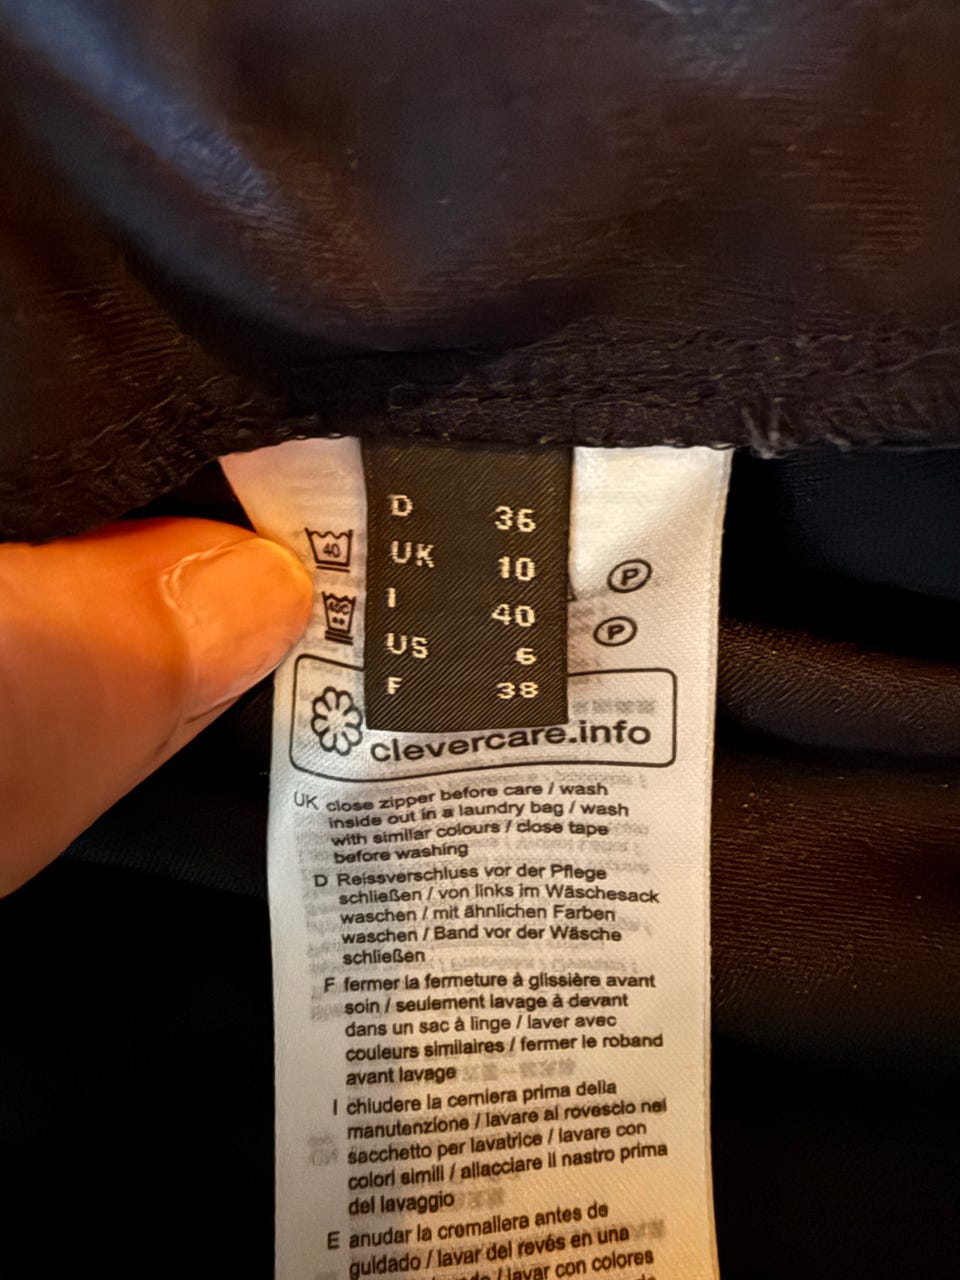 D 36
UK 10
I 40
US 6
F 38
40
P
P
clevercare.info
UK close zipper before care / wash
inside out in a laundry bag / wash
with similar colours / close tape
before washing
D Reissverschluss vor der Pflege
schließen / von links im Wäschesack
waschen / mit ähnlichen Farben
waschen / Band vor der Wäsche
schließen
F fermer la fermeture à glissière avant
soin / seulement lavage à devant
dans un sac à linge / laver avec
couleurs similaires / fermer le roband
avant lavage
I chiudere la cerniera prima della
manutenzione / lavare al rovescio nel
sacchetto per lavatrice / lavare con
colori simili / allacciare il nastro prima
del lavaggio
E anudar la cremallera antes de
guidado / lavar del revés en una
/ lavar con colores